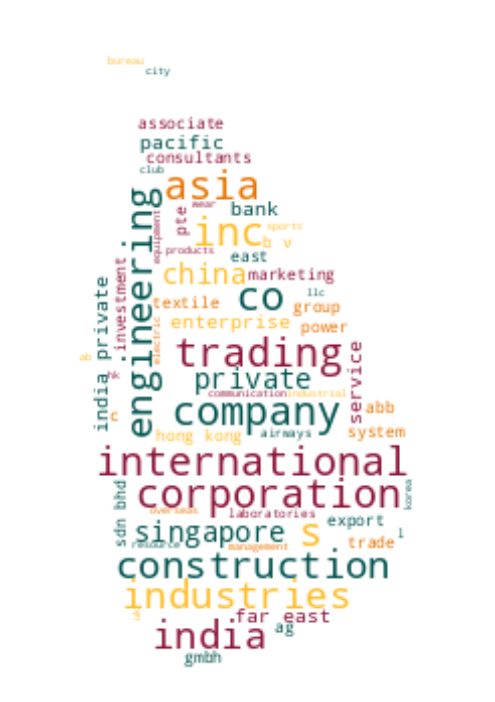 bureau
city
associate
pacific
consultants
club
asia
engineering
equipment
pte
wear
bank
inc
sports
b v
products
east
investment
china
marketing
india private
co
llc
textile
group
electric
enterprise
power
trading
service
private
communication
industrial
company
abb
hong kong
airways
system
international
corporation
korea
sdn bhd
overseas
laboratories
singapore
s
export
l
resource
management
trade
construction
industries
far east
india
ag
gmbh